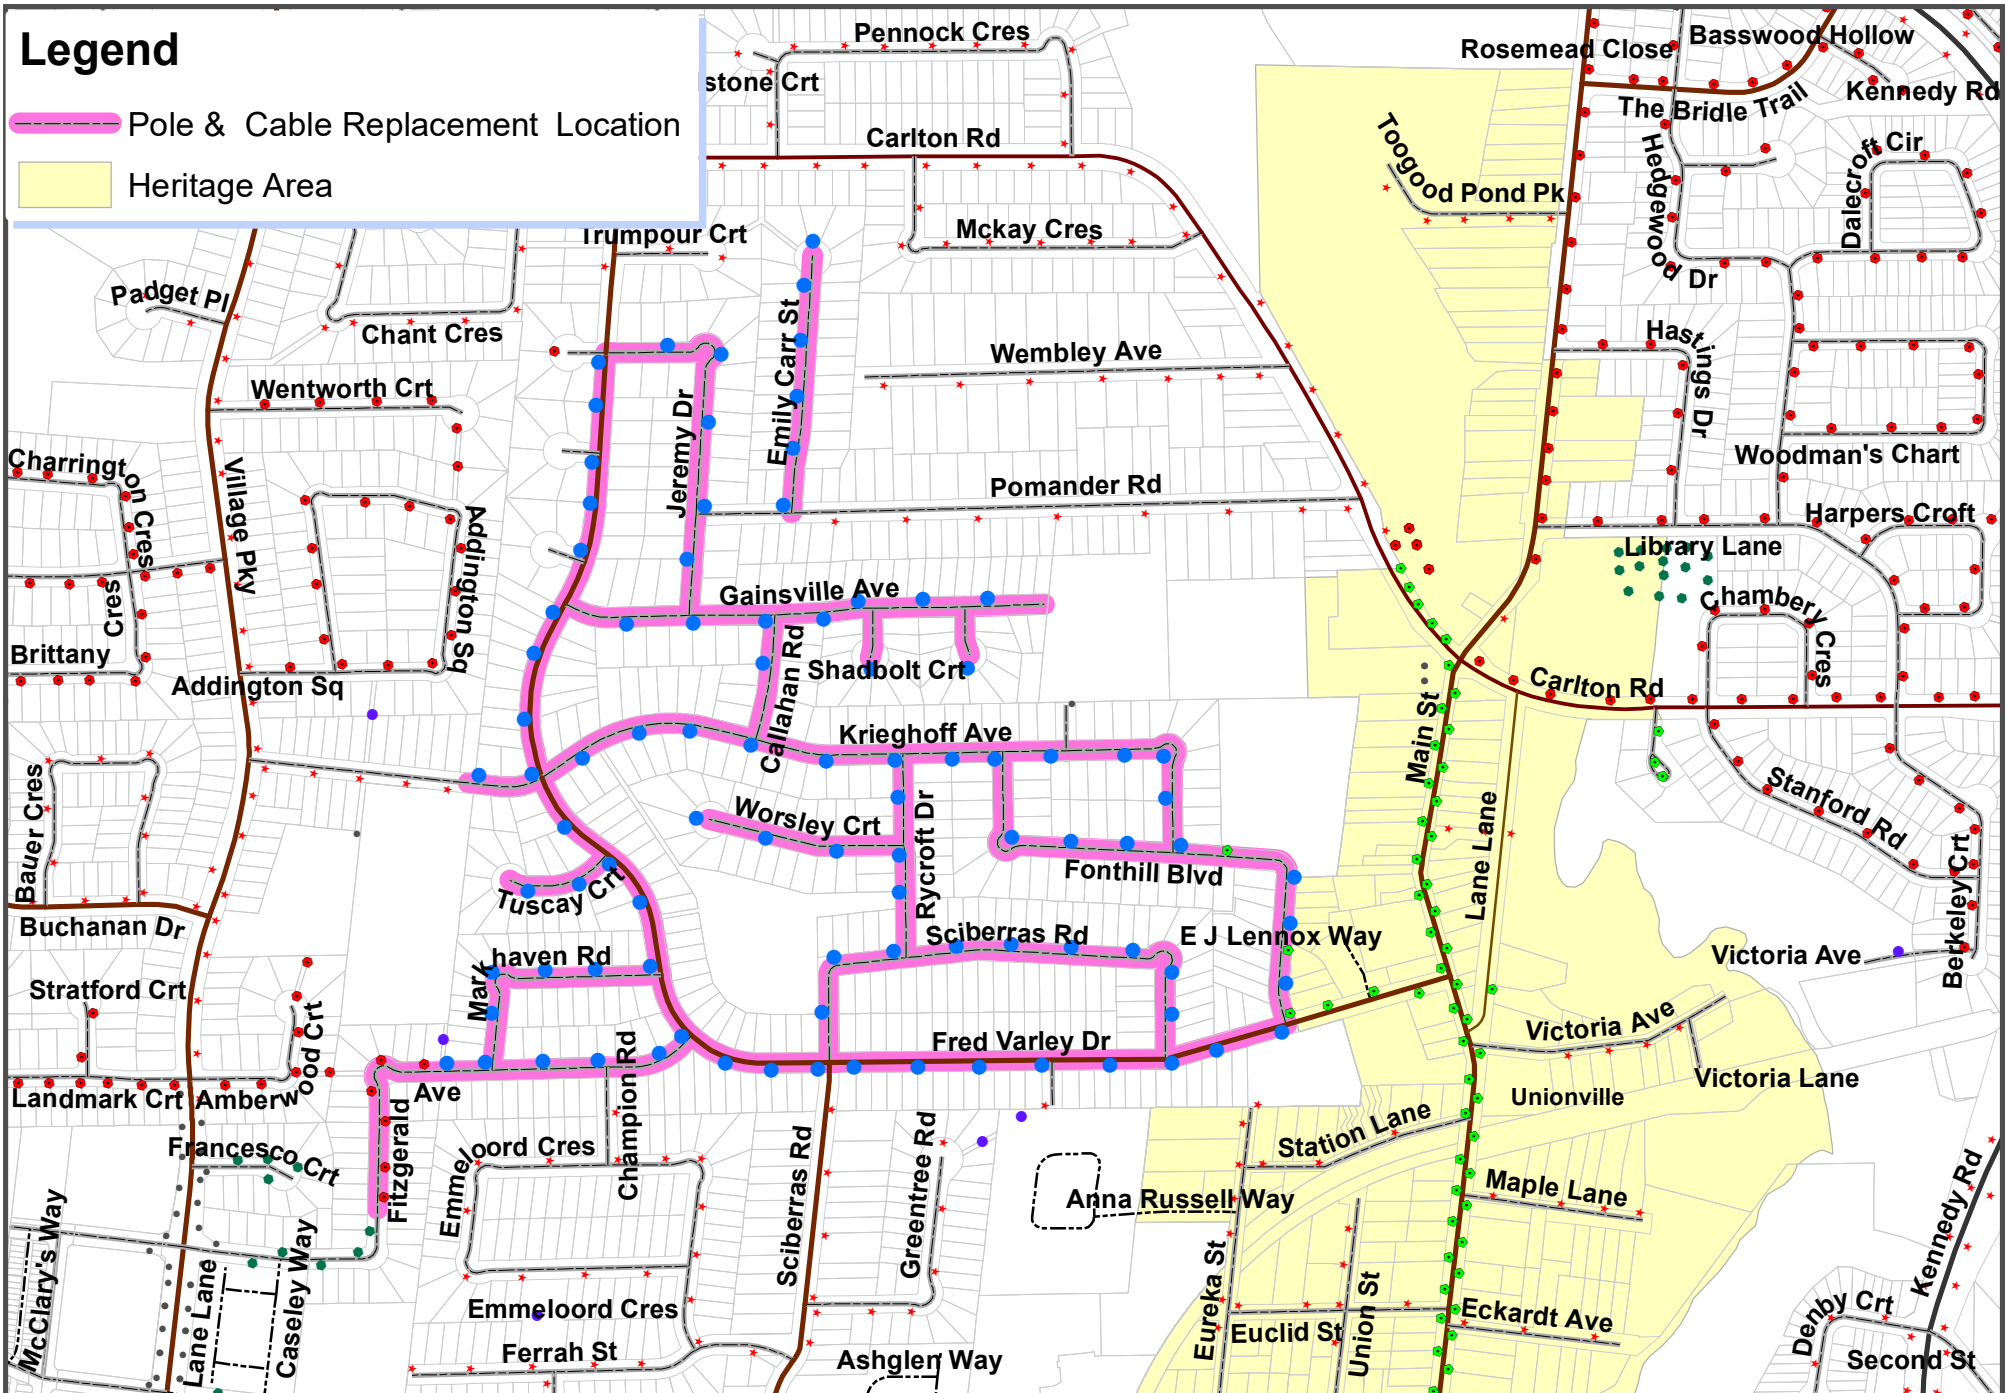 Legend
Pole & Cable Replacement Location
Heritage Area
Pennock Cres
stone Crt
Carlton Rd
Rosemead Close
Basswood Hollow
Kennedy Rd
The Bridle Trail
Toogood Pond Pk
Hedgewood Dr
Dalecroft Cir
Trumpour Crt
Mckay Cres
Padget Pl
Chant Cres
Wentworth Crt
Emily Carr St
Jeremy Dr
Wembley Ave
Hastings Dr
Woodman's Chart
Charrington Cres
Village Pky
Addington Sq
Pomander Rd
Harpers Croft
Library Lane
Chambery Cres
Cres
Brittany
Addington Sq
Gainsville Ave
Callahan Rd
Shadbolt Crt
Carlton Rd
Main St
Krieghoff Ave
Bauer Cres
Worsley Crt
Rycroft Dr
Fonthill Blvd
Lane Lane
Stanford Rd
Berkeley Crt
Tuscay Crt
Buchanan Dr
Sciberras Rd
E J Lennox Way
Victoria Ave
Markhaven Rd
Stratford Crt
Amberwood Crt
Fred Varley Dr
Victoria Ave
Victoria Lane
Landmark Crt
Ave
Champion Rd
Unionville
Fitzgerald
Francesco Crt
Emmeloord Cres
Sciberras Rd
Greentree Rd
Station Lane
Anna Russell Way
Maple Lane
Kennedy Rd
McClary's Way
Lane Lane
Caseley Way
Emmeloord Cres
Ferrah St
Ashglen Way
Eureka St
Euclid St
Union St
Eckardt Ave
Denby Crt
Second St